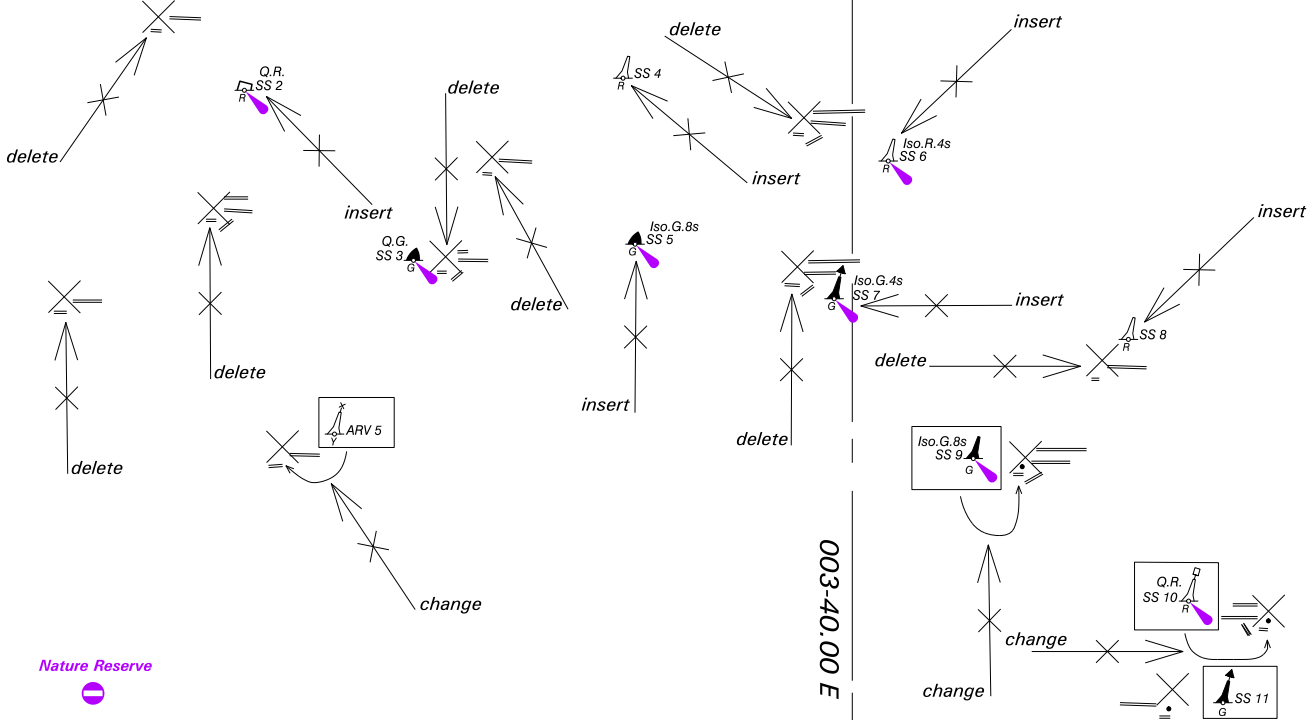 delete
insert
delete
Q.R.
SS 2
R
delete
SS 4
R
delete
Iso.R.4s
SS 6
R
insert
insert
insert
Iso.G.8s
SS 5
G
Q.G.
SS 3
G
Iso.G.4s
SS 7
G
insert
delete
SS 8
R
delete
delete
insert
delete
delete
ARV 5
Y
Iso.G.8s
SS 9
G
delete
003-40.00 E
Q.R.
SS 10
R
change
change
Nature Reserve
change
SS 11
G